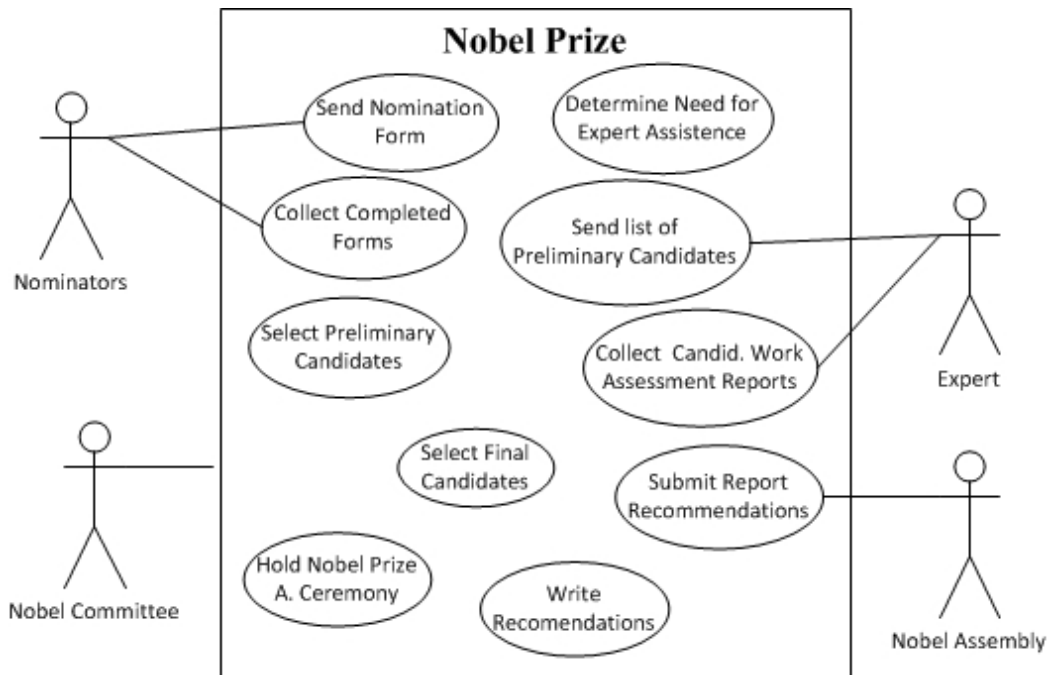 Nobel Prize
Send Nomination
Form
Determine Need for
Expert Assistence
Collect Completed
Forms
Send list of
Preliminary Candidates
Nominators
Select Preliminary
Candidates
Collect Candid. Work
Assessment Reports
Expert
Select Final
Candidates
Submit Report
Recommendations
Hold Nobel Prize
A. Ceremony
Write
Recomendations
Nobel Committee
Nobel Assembly